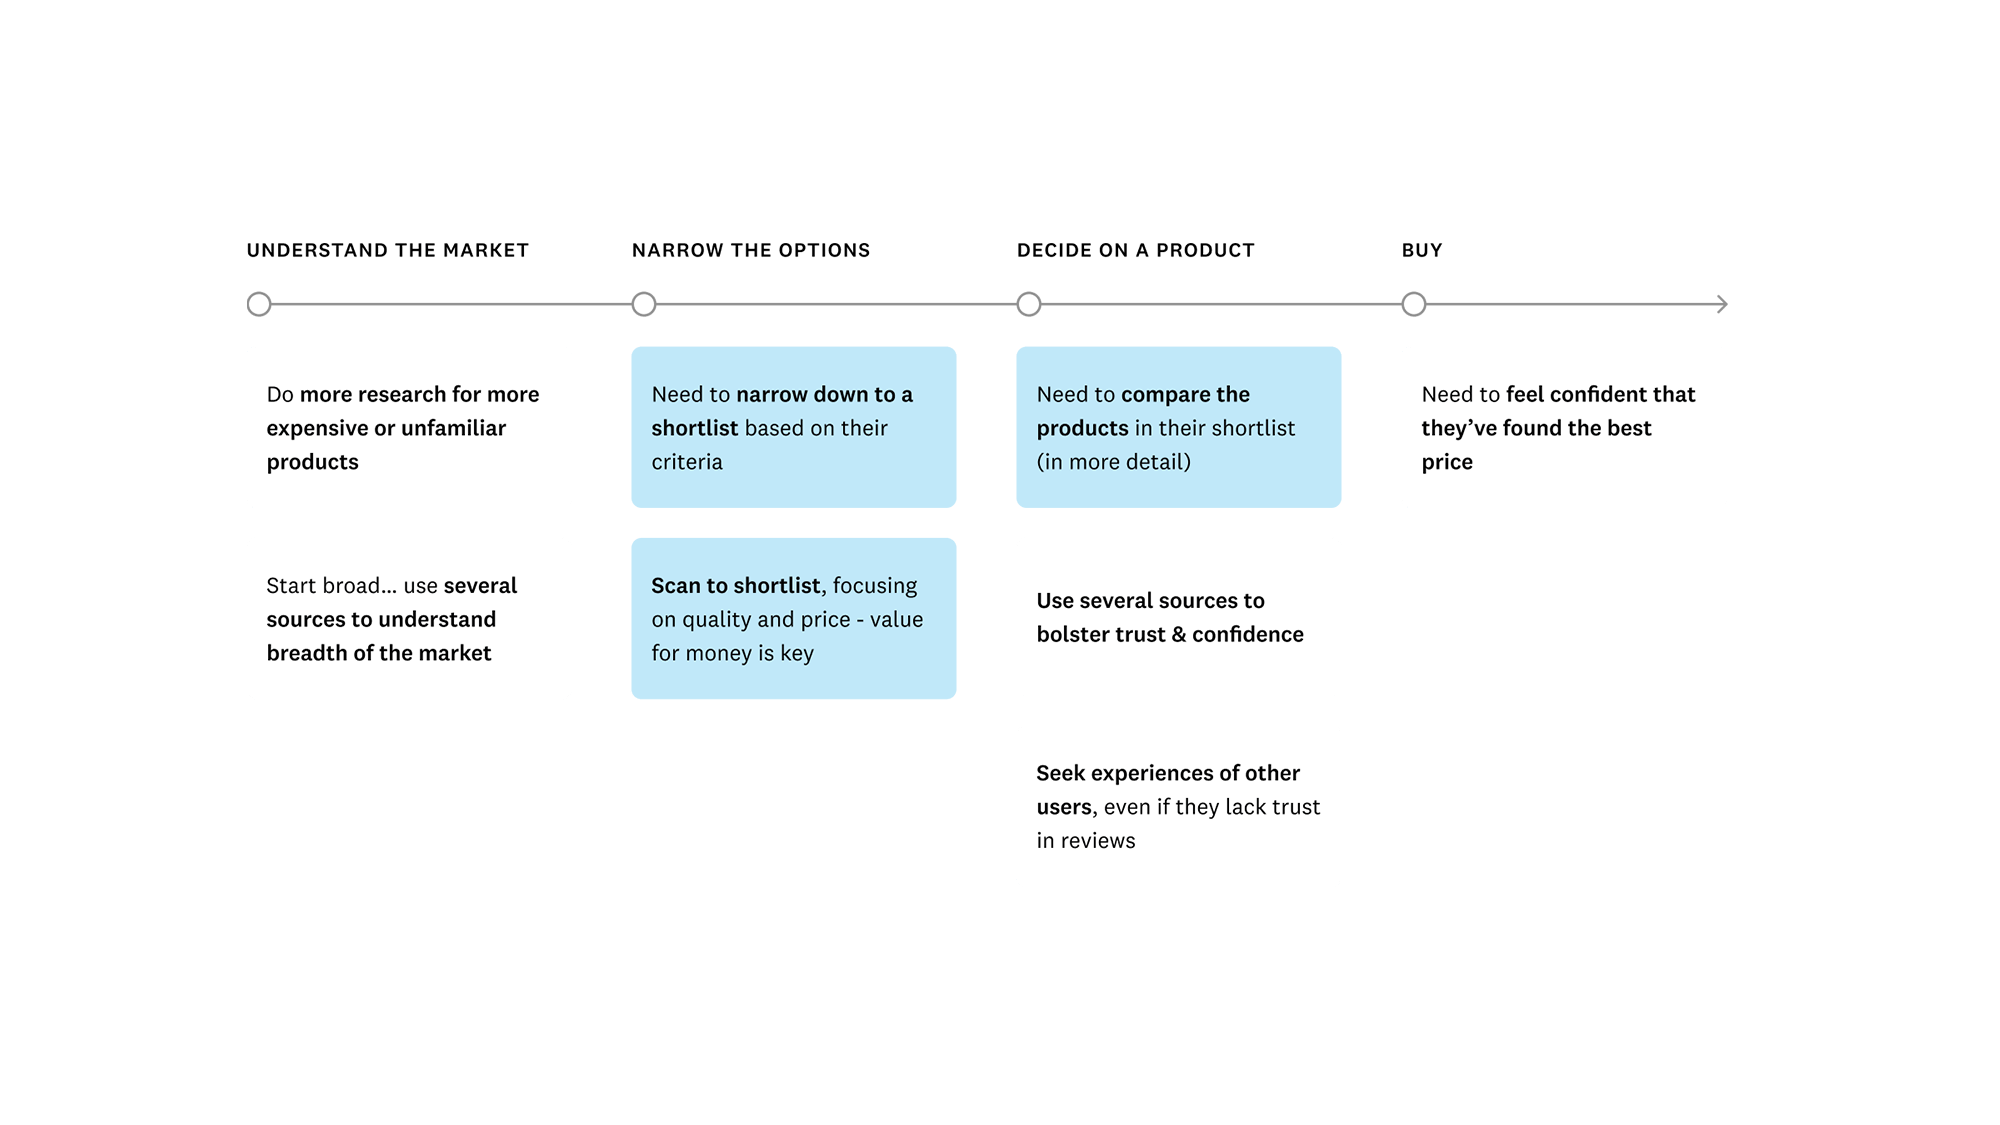 UNDERSTAND THE MARKET
NARROW THE OPTIONS
DECIDE ON A PRODUCT
BUY
Do more research for more
expensive or unfamiliar
products
Start broad... use several
sources to understand
breadth of the market
Need to narrow down to a
shortlist based on their
criteria
Scan to shortlist, focusing
on quality and price - value
for money is key
Need to compare the
products in their shortlist
(in more detail)
Use several sources to
bolster trust & confidence
Seek experiences of other
users, even if they lack trust
in reviews
Need to feel confident that
they’ve found the best
price